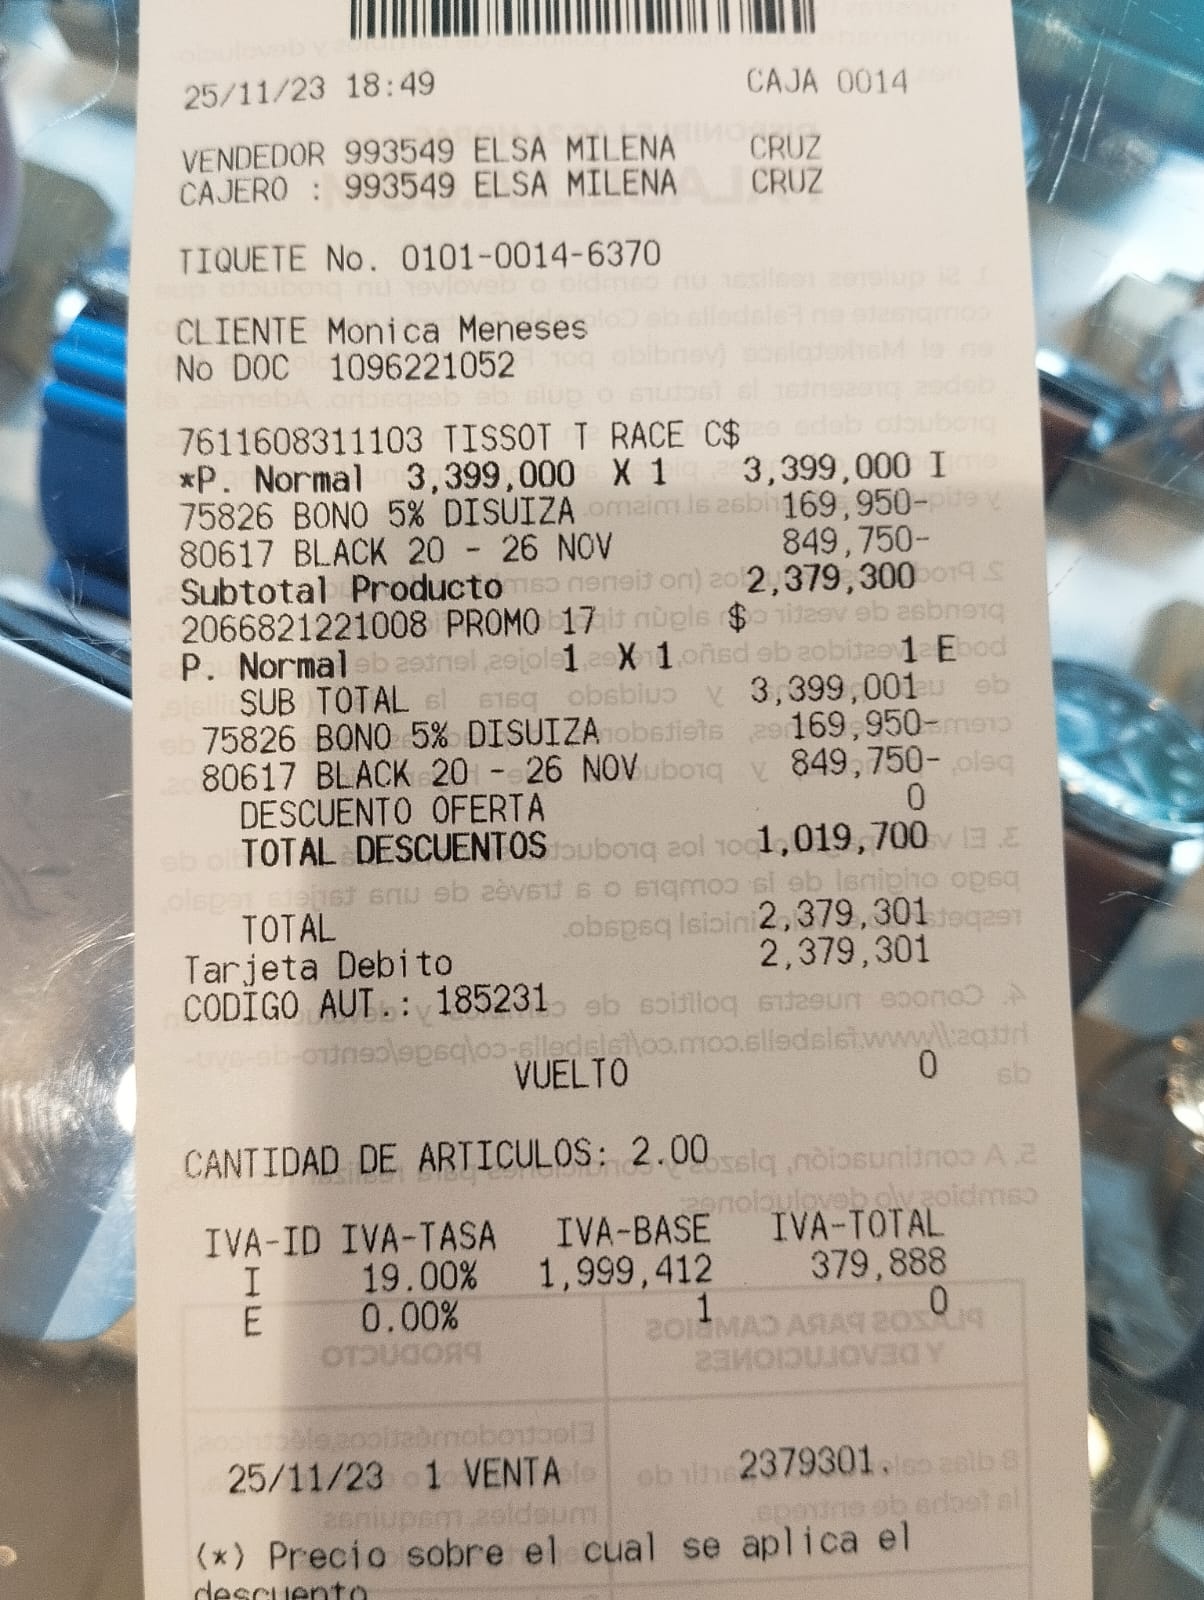 25/11/23 18:49 CAJA 0014
VENDEDOR 993549 ELSA MILENA CRUZ
CAJERO : 993549 ELSA MILENA CRUZ
TIQUETE No. 0101-0014-6370
CLIENTE Monica Meneses
No DOC 1096221052
7611608311103 TISSOT T RACE C$
*P. Normal 3,399,000 X 1 3,399,000 I
75826 BONO 5% DISUIZA 169,950-
80617 BLACK 20 - 26 NOV 849,750-
Subtotal Producto 2,379,300
2066821221008 PROMO 17 $
P. Normal 1 X 1 1 E
SUB TOTAL 3,399,001
75826 BONO 5% DISUIZA 169,950-
80617 BLACK 20 - 26 NOV 849,750-
DESCUENTO OFERTA 0
TOTAL DESCUENTOS 1,019,700
TOTAL 2,379,301
Tarjeta Debito 2,379,301
CODIGO AUT.: 185231
VUELTO 0
CANTIDAD DE ARTICULOS: 2.00
IVA-ID IVA-TASA IVA-BASE IVA-TOTAL
I 19.00% 1,999,412 379,888
E 0.00% 1 0
25/11/23 1 VENTA 2379301.
(*) Precio sobre el cual se aplica el
descuento